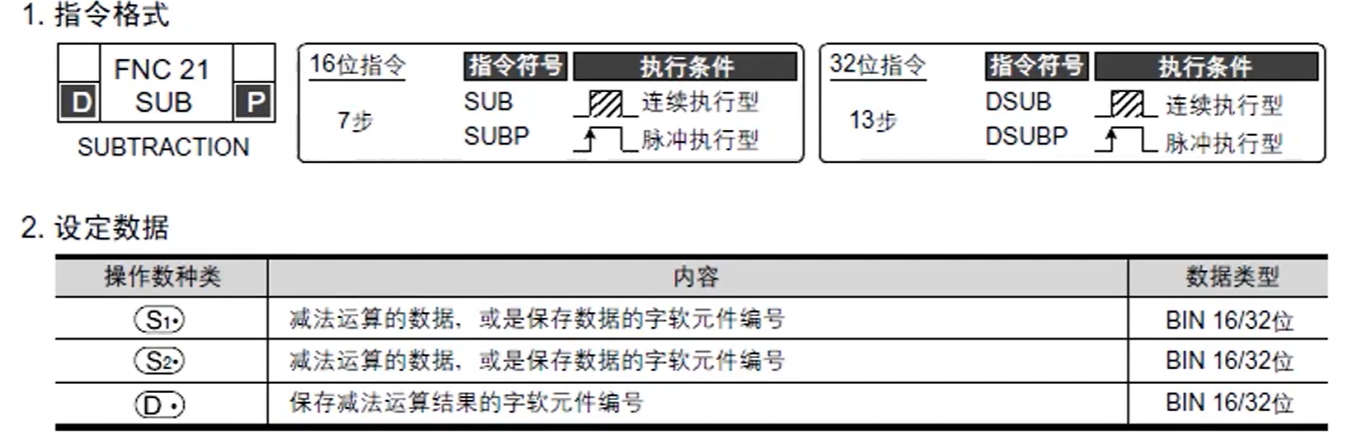 1. 指令格式
D FNC 21 SUB P
SUBTRACTION
16位指令 指令符号 执行条件
7步
SUB 连续执行型
SUBP 脉冲执行型
32位指令 指令符号 执行条件
13步
DSUB 连续执行型
DSUBP 脉冲执行型
2. 设定数据
操作数种类 内容 数据类型
S1• 减法运算的数据，或是保存数据的字软元件编号 BIN 16/32位
S2• 减法运算的数据，或是保存数据的字软元件编号 BIN 16/32位
D • 保存减法运算结果的字软元件编号 BIN 16/32位